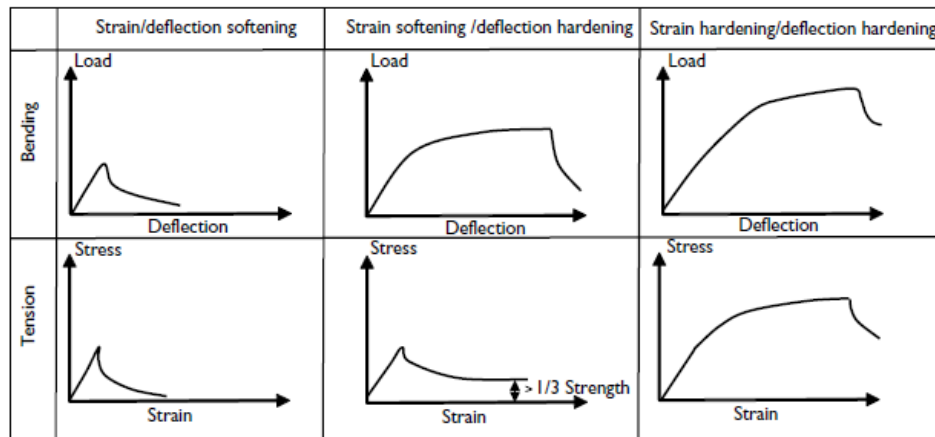 Strain/deflection softening
Strain softening /deflection hardening
Strain hardening/deflection hardening
Bending
Load
Deflection
Load
Deflection
Load
Deflection
Tension
Stress
Strain
Stress
>1/3 Strength
Strain
Stress
Strain